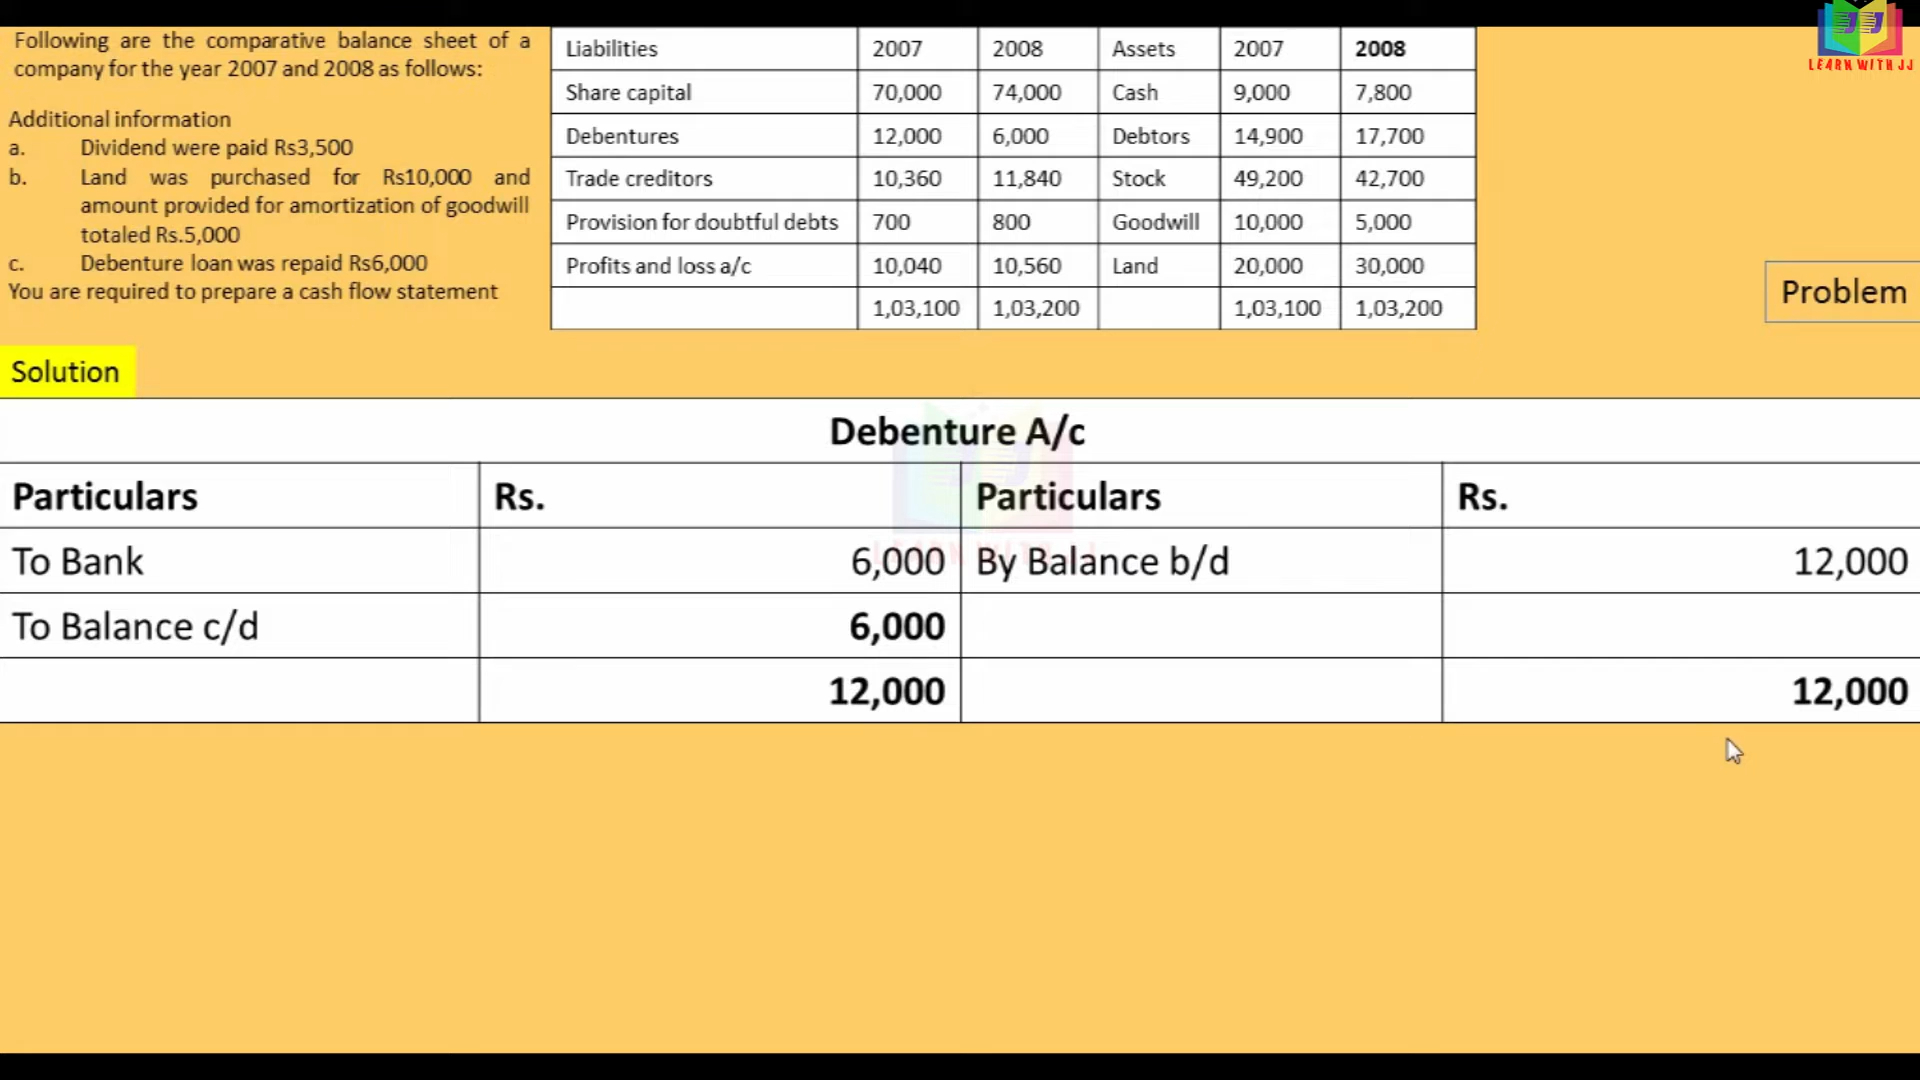 Following are the comparative balance sheet of a
company for the year 2007 and 2008 as follows:
Additional information
a. Dividend were paid Rs3,500
b. Land was purchased for Rs10,000 and
amount provided for amortization of goodwill
totaled Rs.5,000
c. Debenture loan was repaid Rs6,000
You are required to prepare a cash flow statement
Liabilities 2007 2008 Assets 2007 2008
Share capital 70,000 74,000 Cash 9,000 7,800
Debentures 12,000 6,000 Debtors 14,900 17,700
Trade creditors 10,360 11,840 Stock 49,200 42,700
Provision for doubtful debts 700 800 Goodwill 10,000 5,000
Profits and loss a/c 10,040 10,560 Land 20,000 30,000
1,03,100 1,03,200 1,03,100 1,03,200
LEARN WITH JJ
Problem
Solution
Debenture A/c
Particulars Rs. Particulars Rs.
To Bank 6,000 By Balance b/d 12,000
To Balance c/d 6,000
12,000 12,000
LEARN WITH JJ